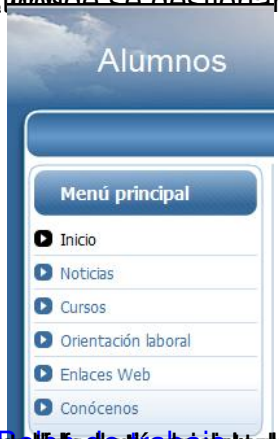 Alumnos
Menú principal
Inicio
Noticias
Cursos
Orientación laboral
Enlaces Web
Conócenos